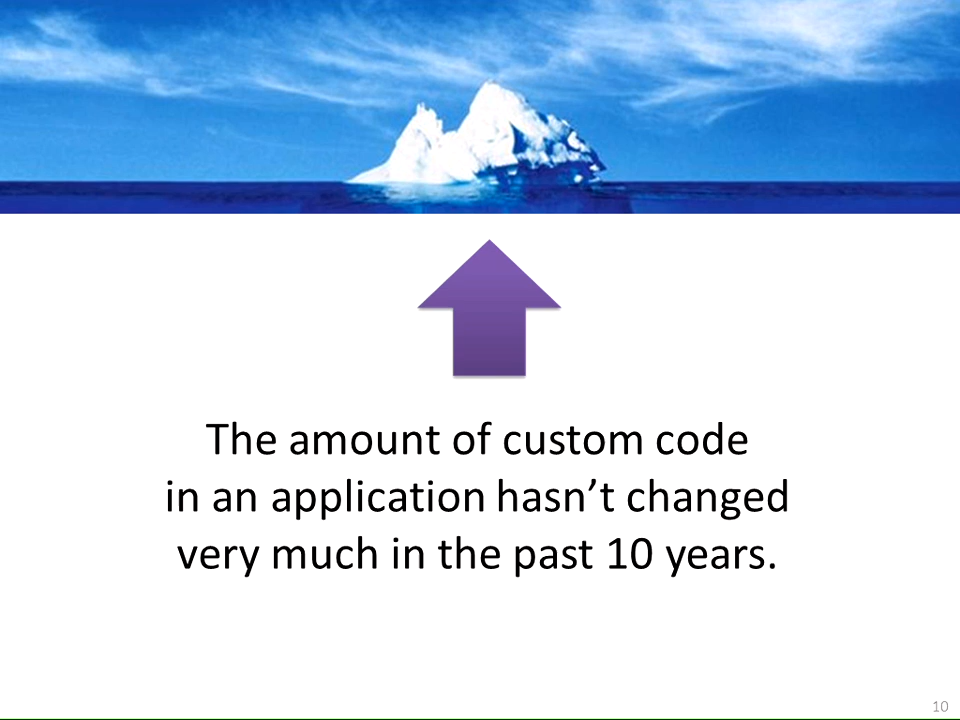 The amount of custom code
in an application hasn’t changed
very much in the past 10 years.
10